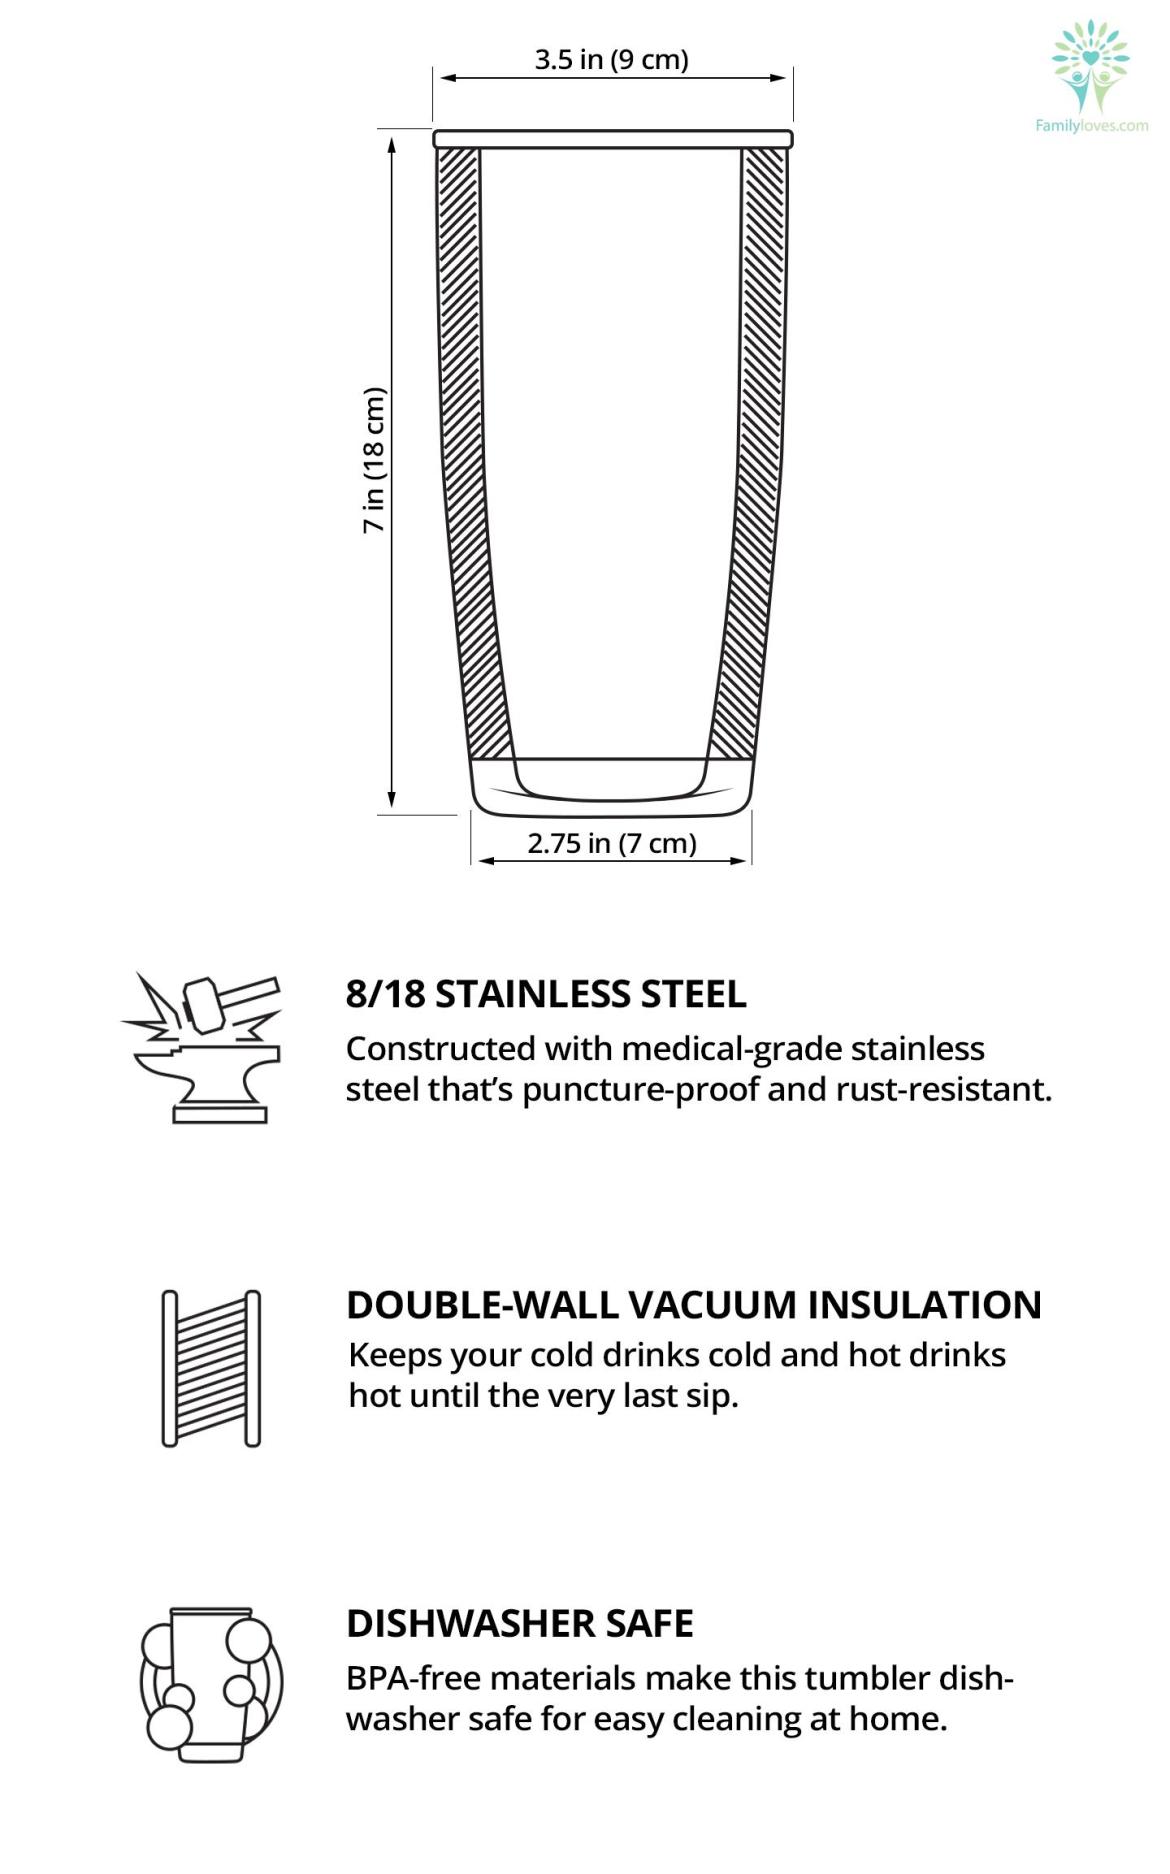 3.5 in (9 cm)
Familyloves.com
7 in (18 cm)
2.75 in (7 cm)
8/18 STAINLESS STEEL
Constructed with medical-grade stainless
steel that’s puncture-proof and rust-resistant.
DOUBLE-WALL VACUUM INSULATION
Keeps your cold drinks cold and hot drinks
hot until the very last sip.
DISHWASHER SAFE
BPA-free materials make this tumbler dish-
washer safe for easy cleaning at home.